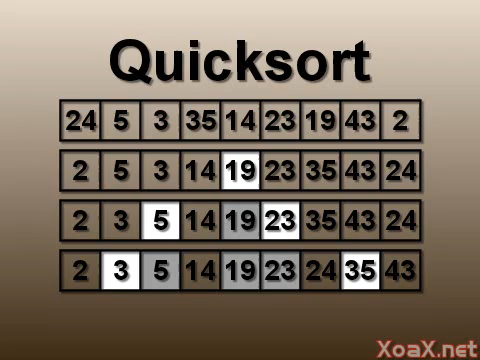 Quicksort
24 5 3 35 14 23 19 43 2
2 5 3 14 19 23 35 43 24
2 3 5 14 19 23 35 43 24
2 3 5 14 19 23 24 35 43
XoaX.net